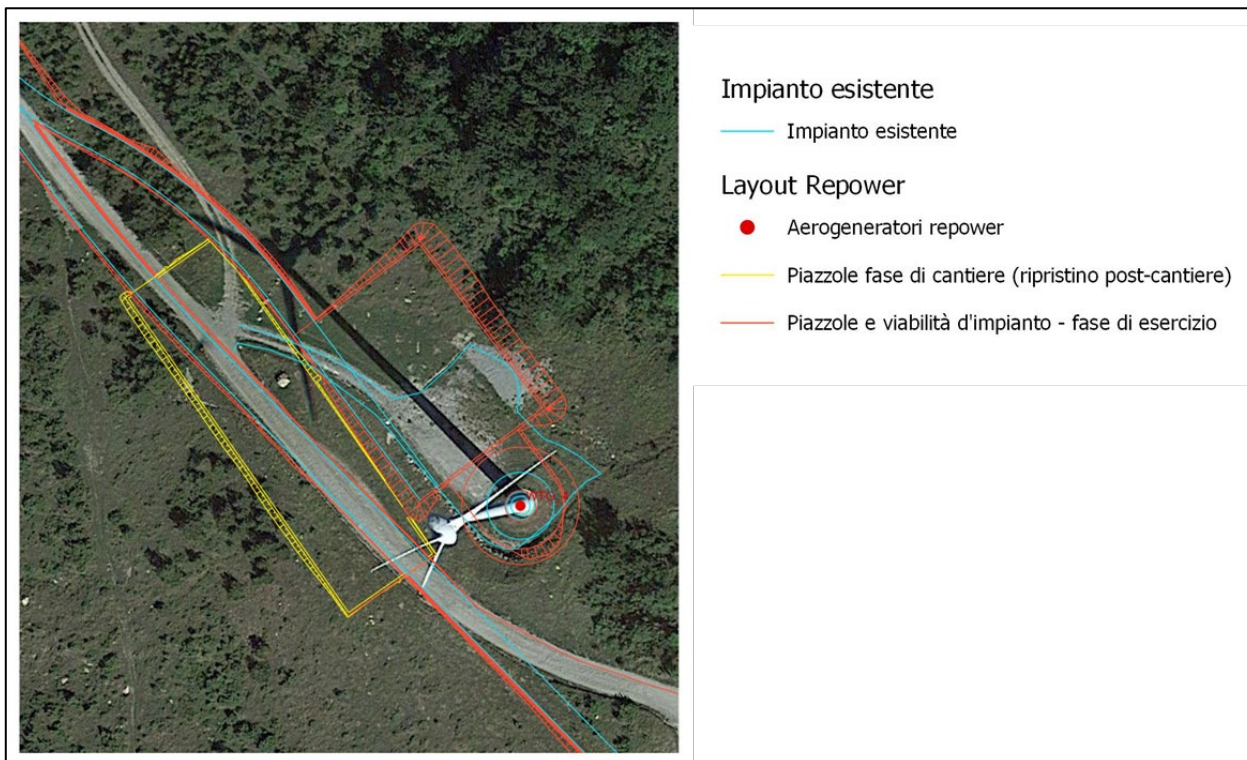 Impianto esistente
Impianto esistente
Layout Repower
Aerogeneratori repower
Piazzole fase di cantiere (ripristino post-cantiere)
Piazzole e viabilità d'impianto - fase di esercizio